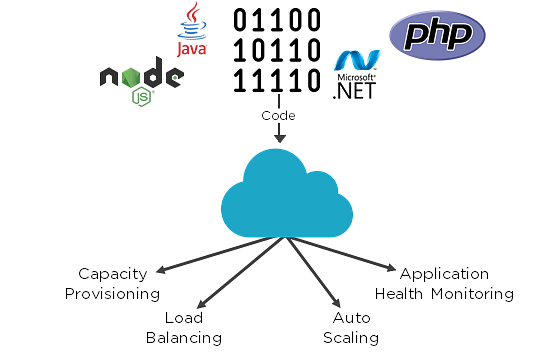 Java
01100
10110
11110
php
node
JS
Microsoft®
.NET
Code
Capacity
Provisioning
Load
Balancing
Auto
Scaling
Application
Health Monitoring